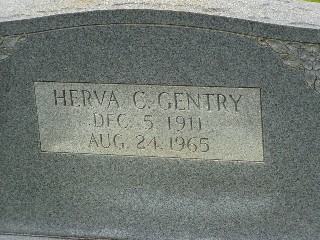 HERVA C. GENTRY
DEC. 5, 1911
AUG. 24, 1965